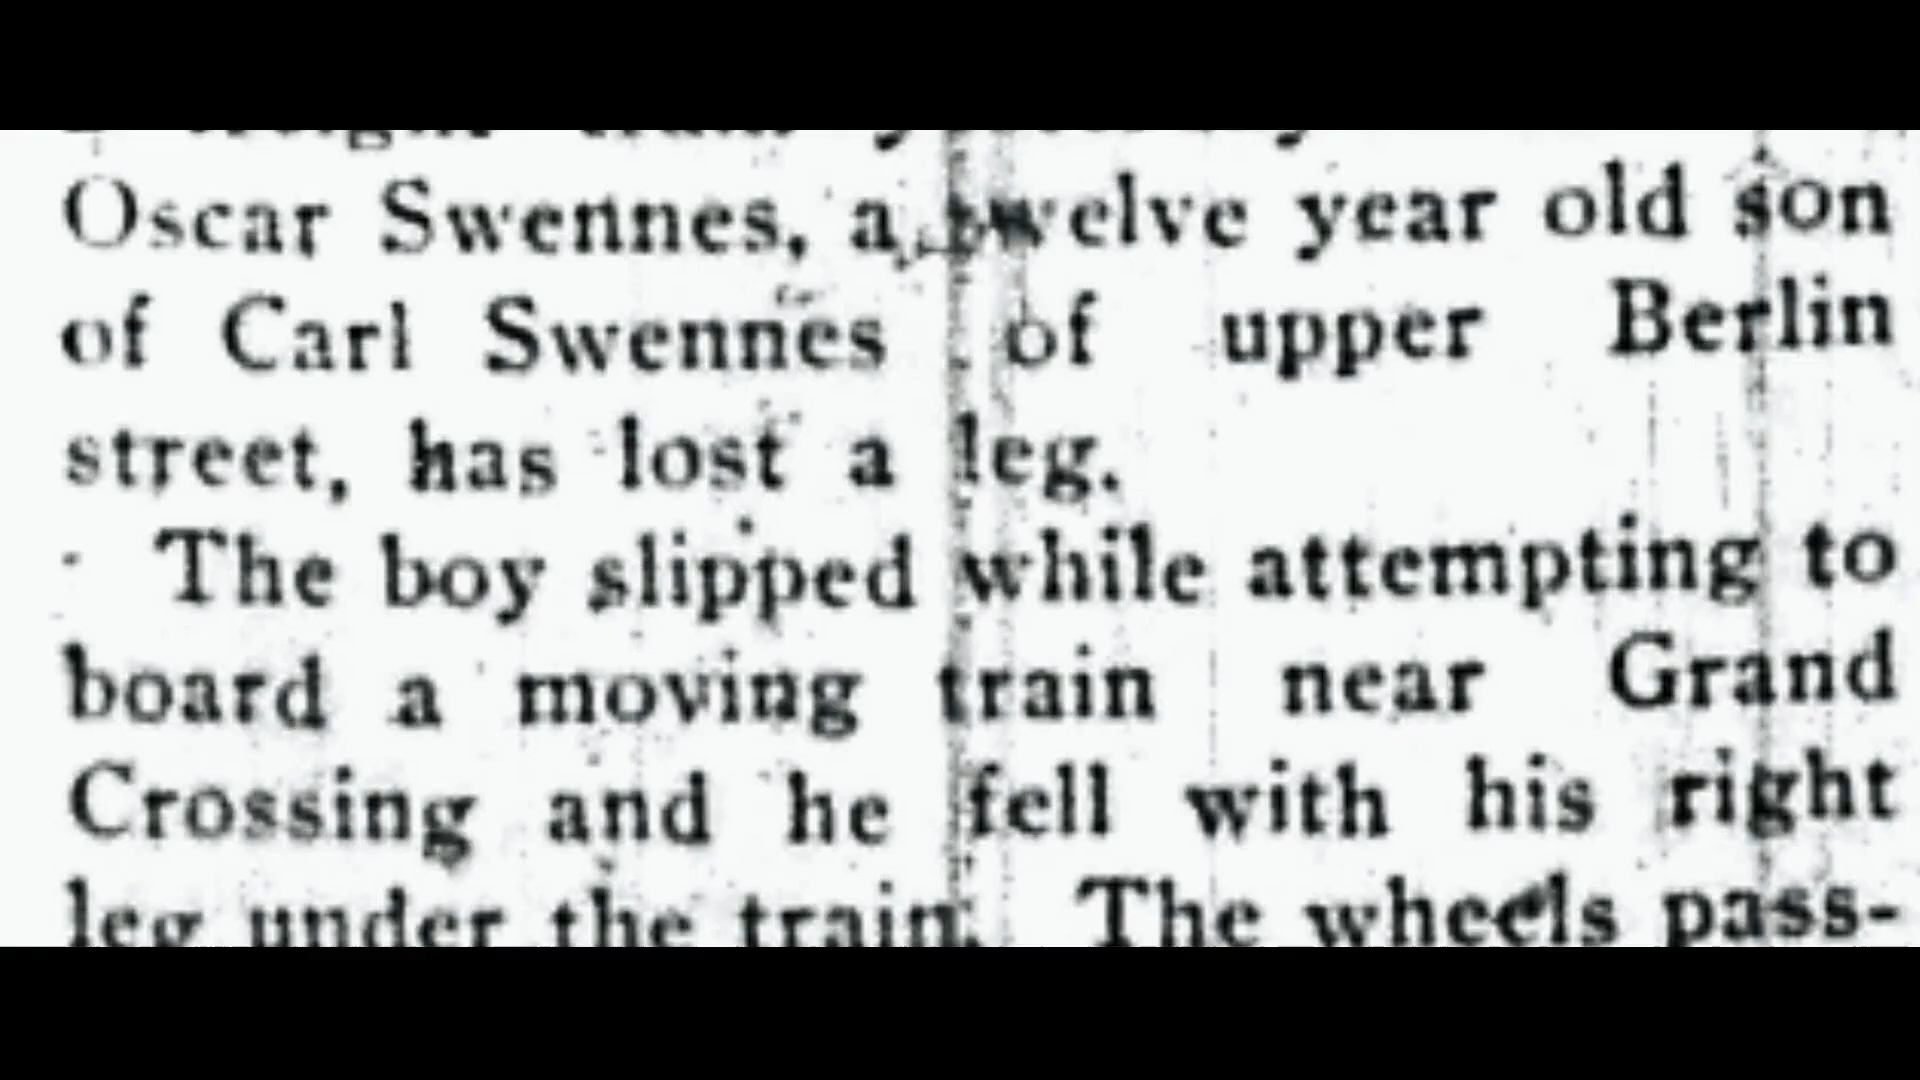 Oscar Swennes, a twelve year old son
of Carl Swennes of upper Berlin
street, has lost a leg.
The boy slipped while attempting to
board a moving train near Grand
Crossing and he fell with his right
leg under the train. The wheels pass-